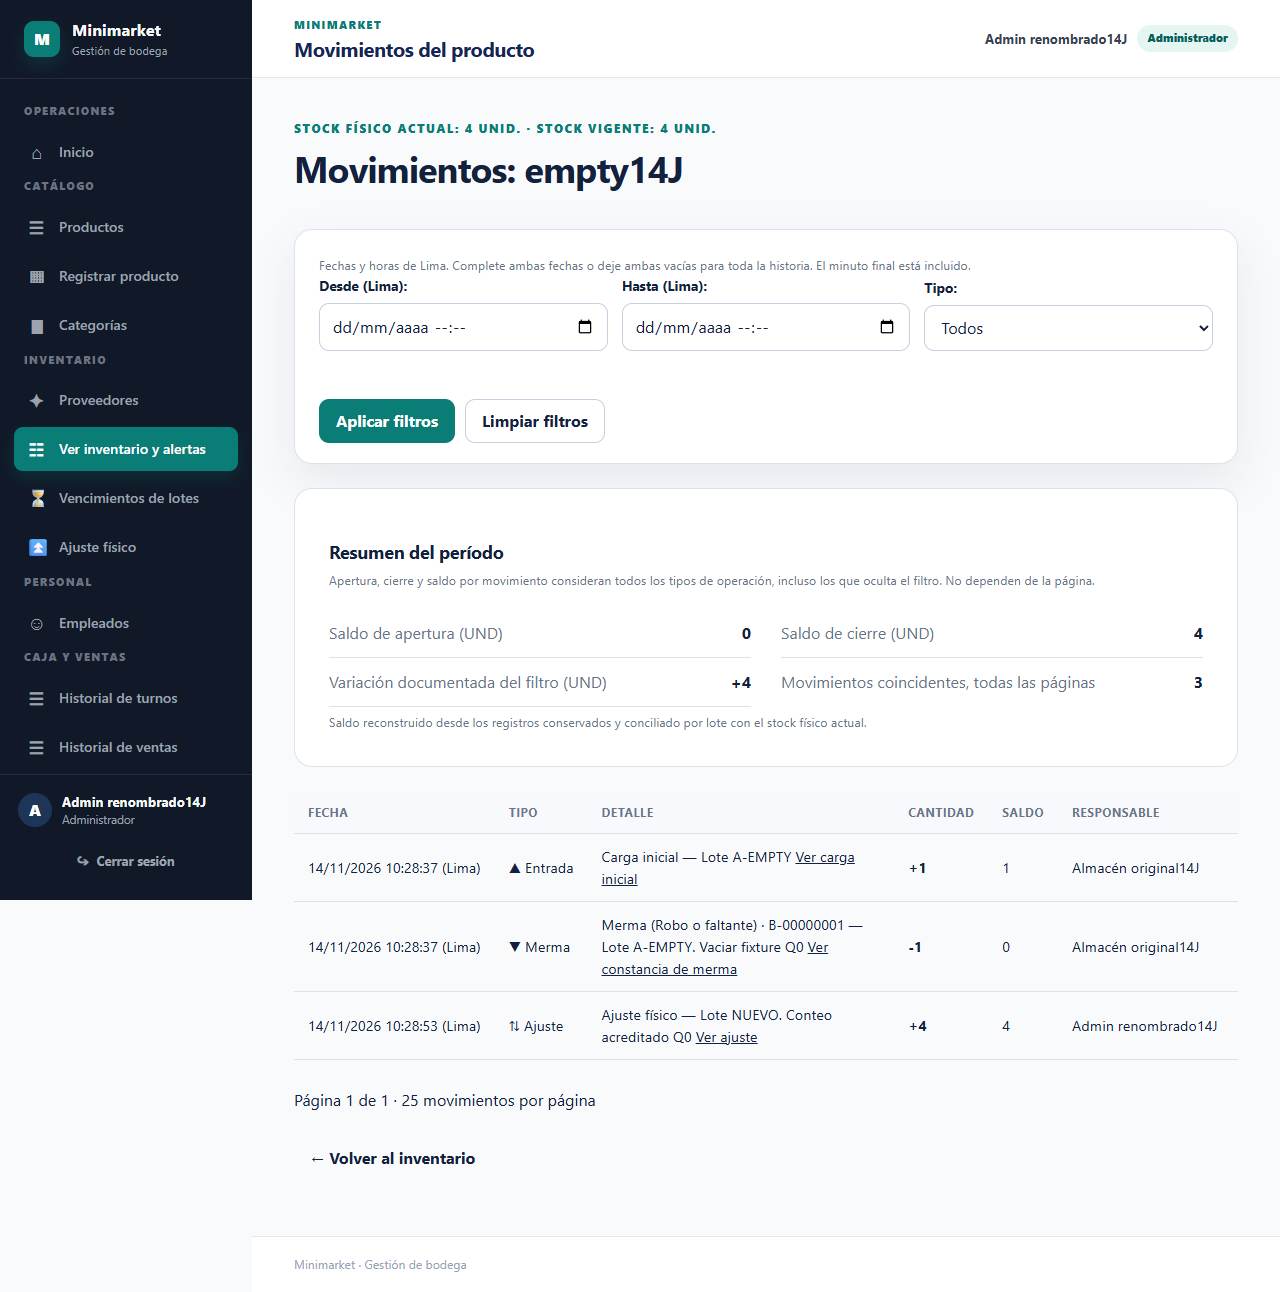 M
Minimarket
Gestión de bodega
OPERACIONES
Inicio
CATÁLOGO
Productos
Registrar producto
Categorías
INVENTARIO
Proveedores
Ver inventario y alertas
Vencimientos de lotes
Ajuste físico
PERSONAL
Empleados
CAJA Y VENTAS
Historial de turnos
Historial de ventas
A
Admin renombrado14J
Administrador
Cerrar sesión
MINIMARKET
Movimientos del producto
Admin renombrado14J
Administrador
STOCK FÍSICO ACTUAL: 4 UNID. · STOCK VIGENTE: 4 UNID.
Movimientos: empty14J
Fechas y horas de Lima. Complete ambas fechas o deje ambas vacías para toda la historia. El minuto final está incluido.
Desde (Lima):
dd/mm/aaaa --:--
Hasta (Lima):
dd/mm/aaaa --:--
Tipo:
Todos
Aplicar filtros
Limpiar filtros
Resumen del período
Apertura, cierre y saldo por movimiento consideran todos los tipos de operación, incluso los que oculta el filtro. No dependen de la página.
Saldo de apertura (UND) 0
Saldo de cierre (UND) 4
Variación documentada del filtro (UND) +4
Movimientos coincidentes, todas las páginas 3
Saldo reconstruido desde los registros conservados y conciliado por lote con el stock físico actual.
FECHA TIPO DETALLE CANTIDAD SALDO RESPONSABLE
14/11/2026 10:28:37 (Lima) ▲ Entrada
Carga inicial — Lote A-EMPTY Ver carga
inicial
+1 1 Almacén original14J
14/11/2026 10:28:37 (Lima) ▼ Merma
Merma (Robo o faltante) · B-00000001 —
Lote A-EMPTY. Vaciar fixture Q0 Ver
constancia de merma
-1 0 Almacén original14J
14/11/2026 10:28:53 (Lima) ⇅ Ajuste
Ajuste físico — Lote NUEVO. Conteo
acreditado Q0 Ver ajuste
+4 4 Admin renombrado14J
Página 1 de 1 · 25 movimientos por página
← Volver al inventario
Minimarket · Gestión de bodega